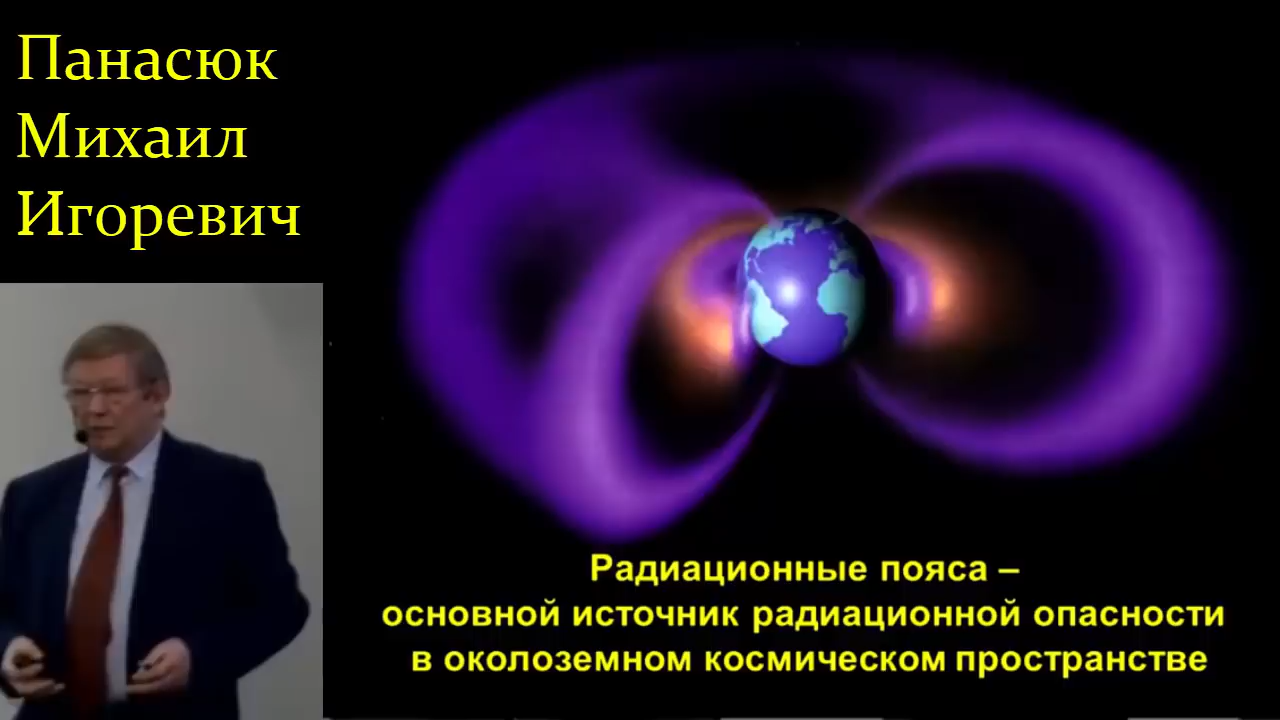 Панасюк
Михаил
Игоревич
Радиационные пояса –
основной источник радиационной опасности
в околоземном космическом пространстве